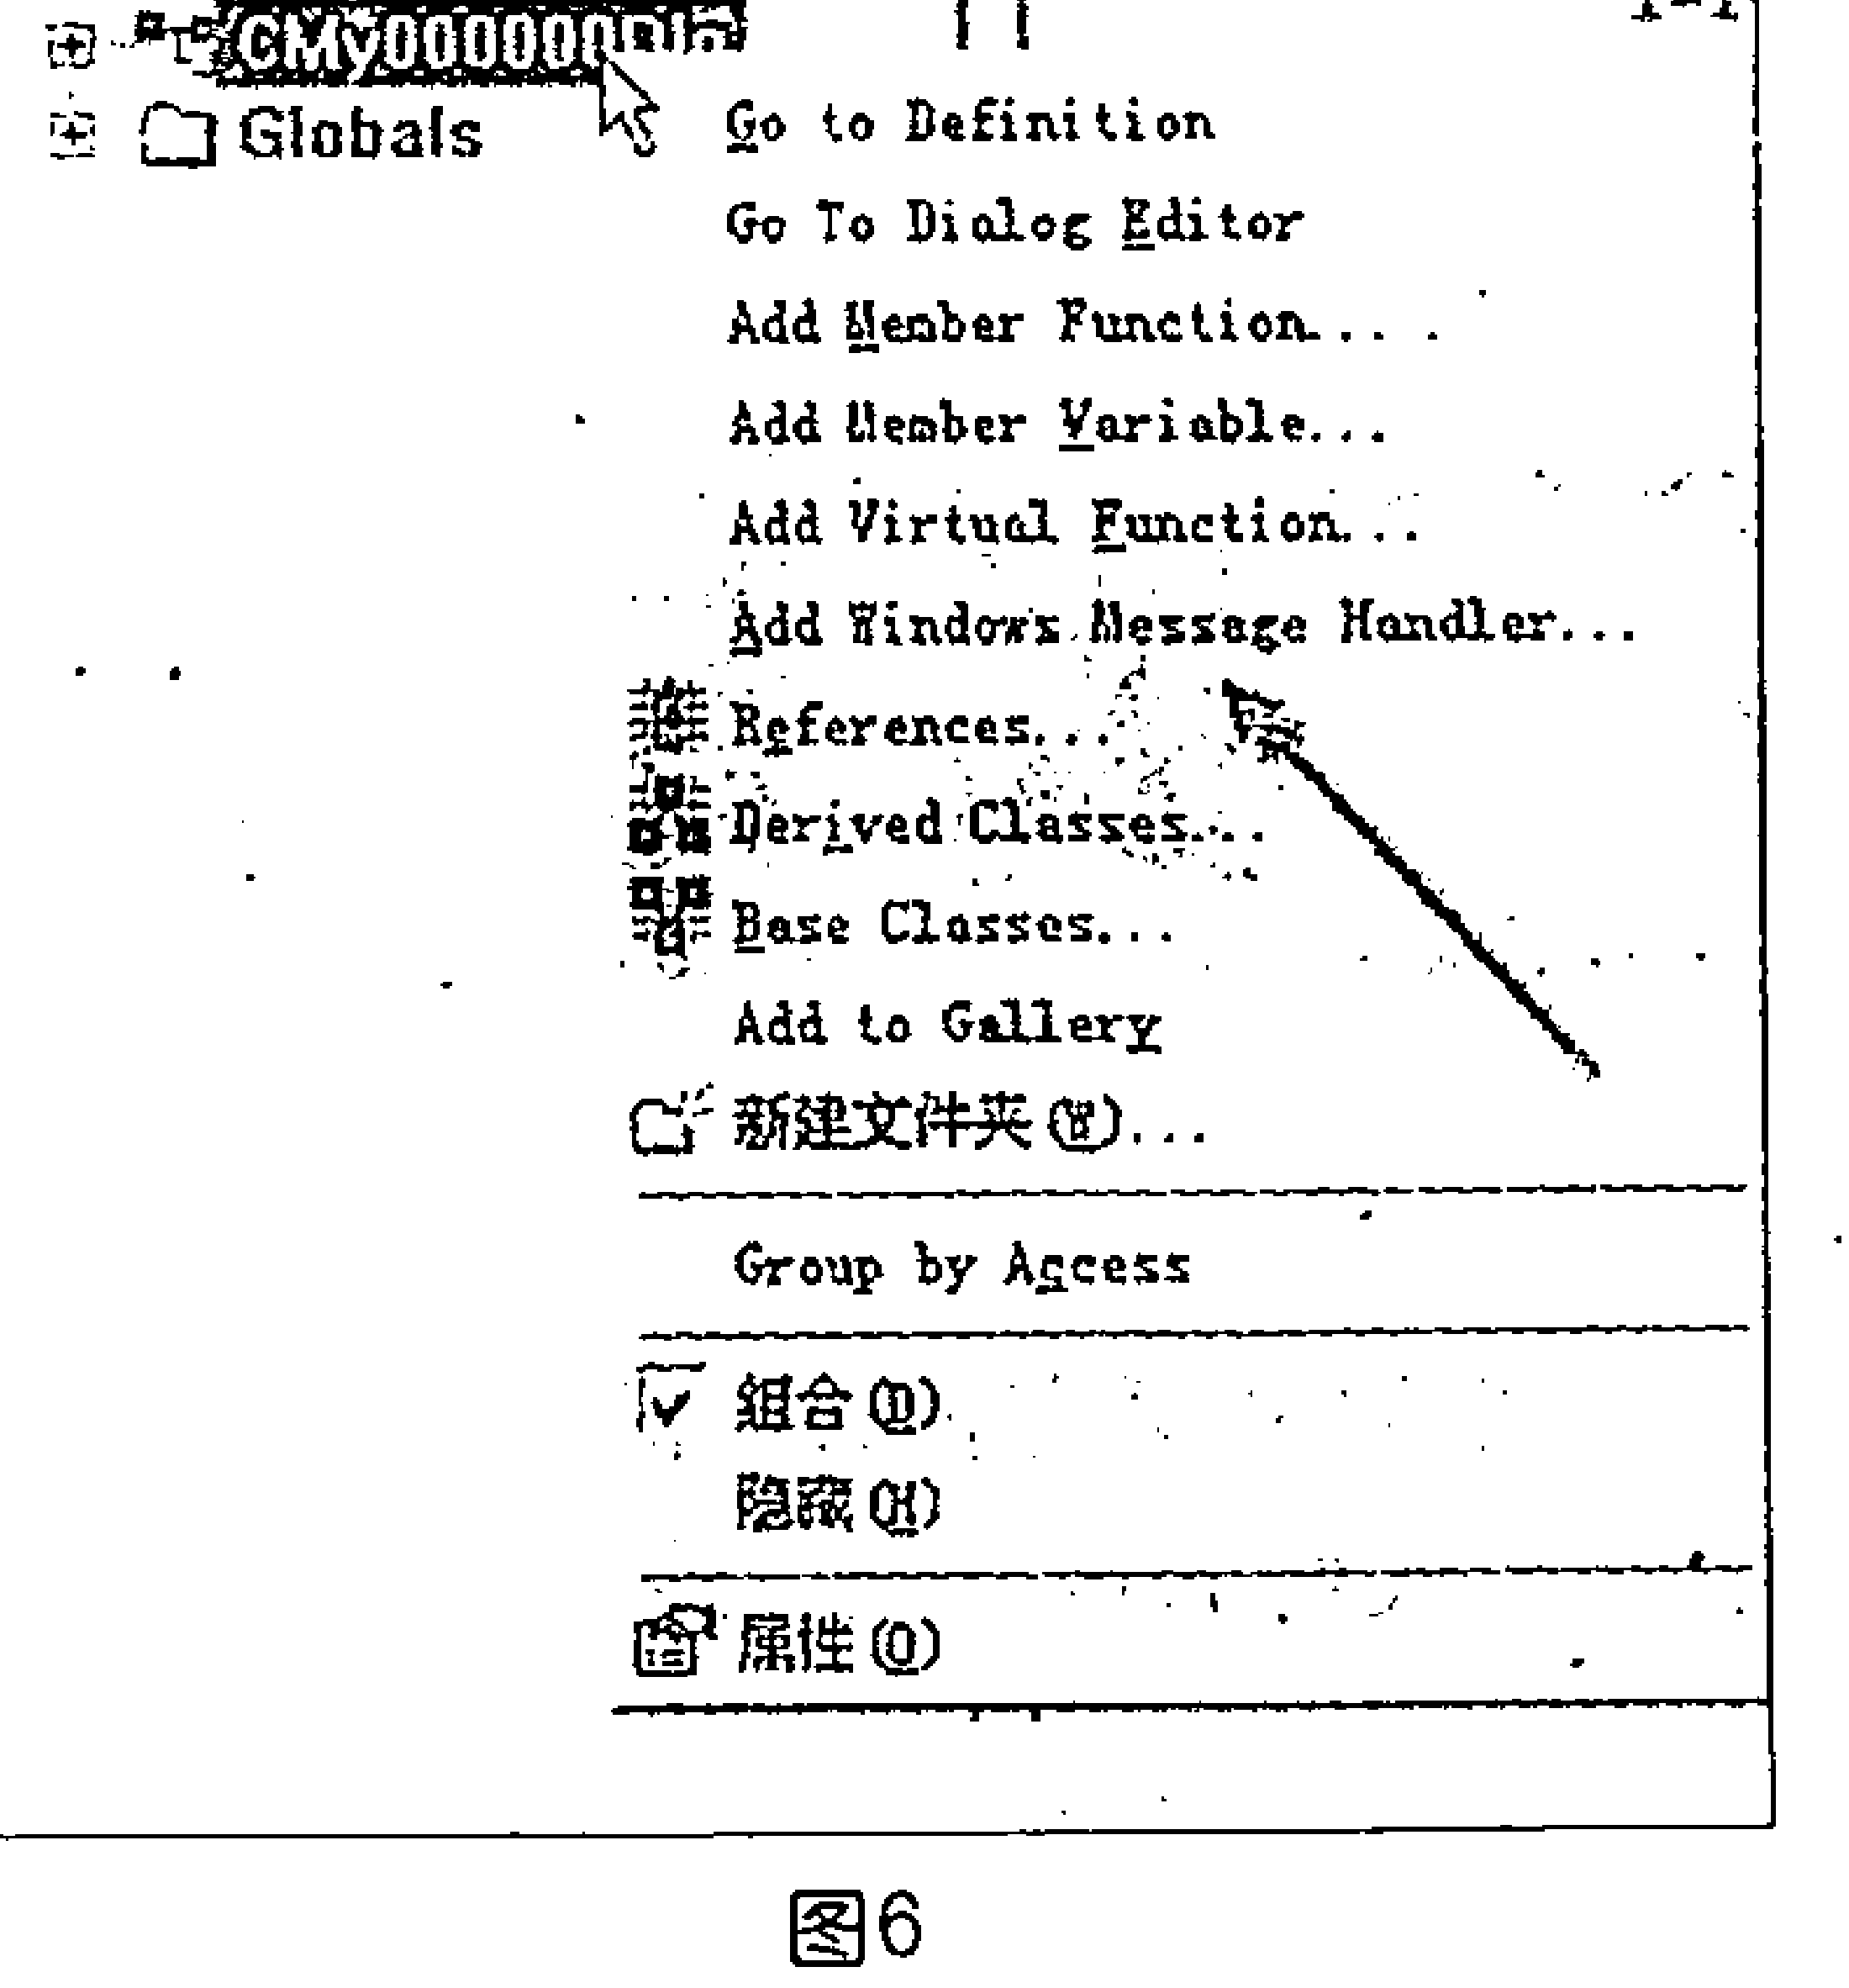 Globals
Go to Definition
Go To Dialog Editor
Add Member Function...
Add Member Variable...
Add Virtual Function...
Add Windows Message Handler...
References...
Derived Classes...
Base Classes...
Add to Gallery
新建文件夹(W)...
Group by Access
组合(D)
隐藏(H)
属性(O)
图6